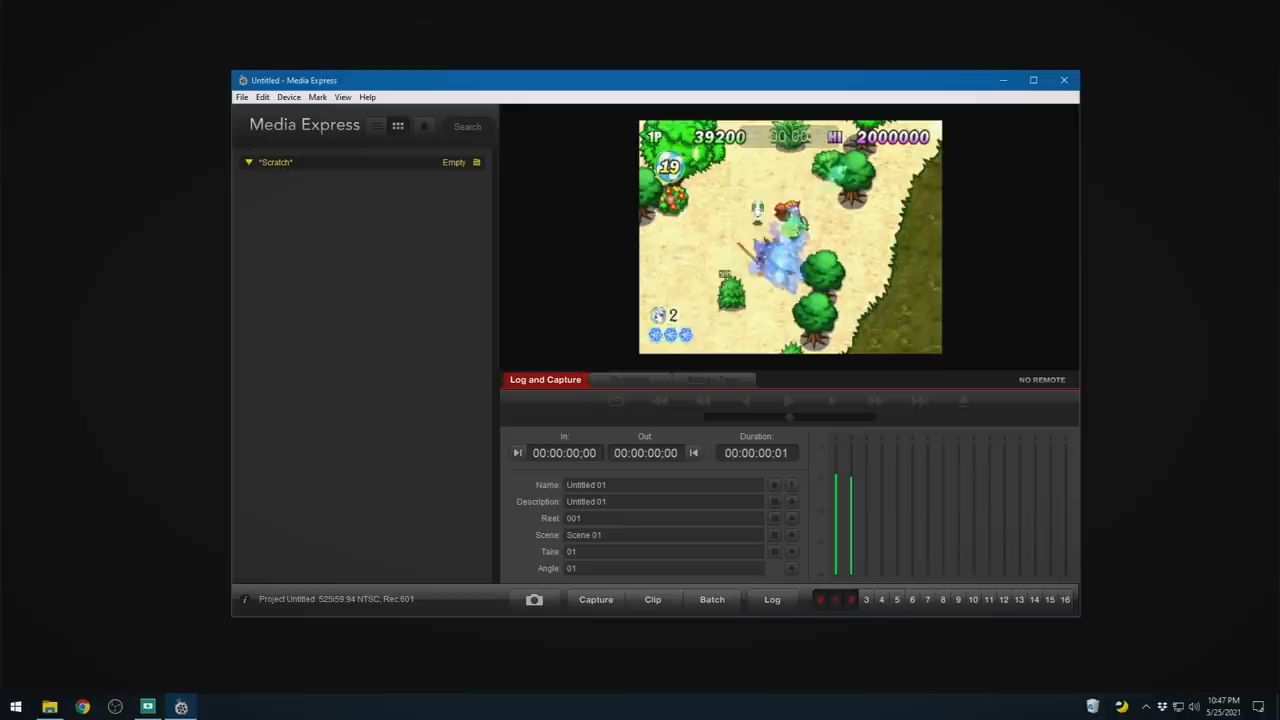 Untitled - Media Express
File Edit Device Mark View Help
Media Express
Search
*Scratch* Empty
1P 39200 00:00 HI 2000000
19
2
Log and Capture
NO REMOTE
In: Out Duration:
00:00:00;00 00:00:00;00 00:00:00;01
Name: Untitled 01
Description: Untitled 01
Reel: 001
Scene: Scene 01
Take: 01
Angle: 01
Project Untitled 525i59.94 NTSC, Rec.601
Capture Clip Batch Log
V 1 2 3 4 5 6 7 8 9 10 11 12 13 14 15 16
10:47 PM
5/25/2021